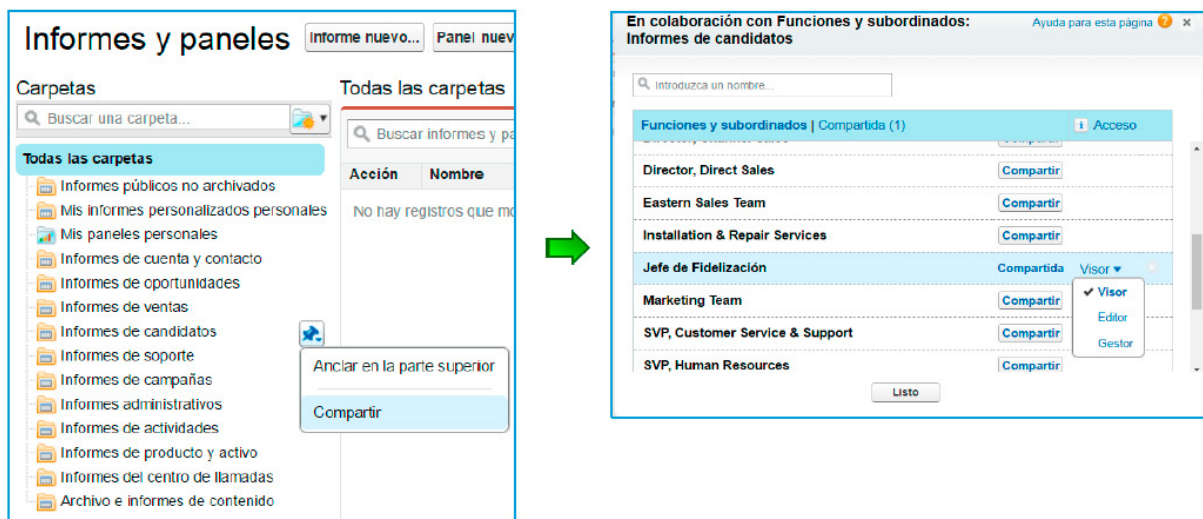 Informes y paneles
Informe nuevo...
Panel nuev
Carpetas
Buscar una carpeta...
Todas las carpetas
Informes públicos no archivados
Mis informes personalizados personales
Mis paneles personales
Informes de cuenta y contacto
Informes de oportunidades
Informes de ventas
Informes de candidatos
Informes de soporte
Informes de campañas
Informes administrativos
Informes de actividades
Informes de producto y activo
Informes del centro de llamadas
Archivo e informes de contenido
Todas las carpetas
Buscar informes y pa
Acción Nombre
No hay registros que mo
Anclar en la parte superior
Compartir
En colaboración con Funciones y subordinados:
Informes de candidatos
Ayuda para esta página ?
Introduzca un nombre...
Funciones y subordinados | Compartida (1) i Acceso
Director, Direct Sales Compartir
Eastern Sales Team Compartir
Installation & Repair Services Compartir
Jefe de Fidelización Compartida Visor
Marketing Team Compartir
SVP, Customer Service & Support Compartir
SVP, Human Resources Compartir
Visor
Editor
Gestor
Listo